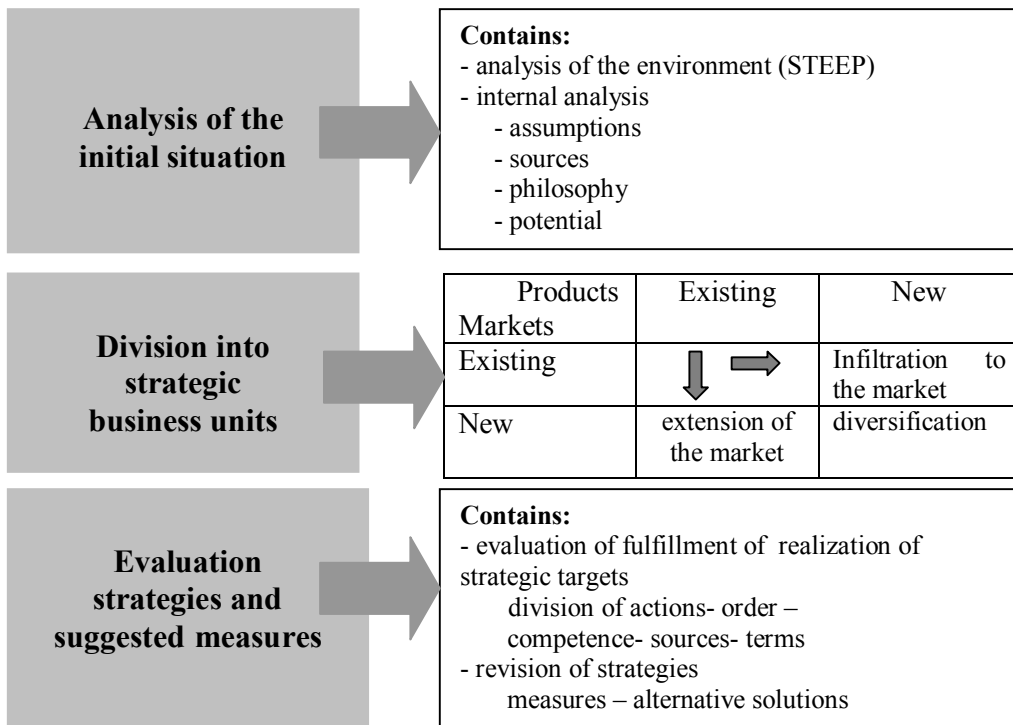 Analysis of the
initial situation
Contains:
- analysis of the environment (STEEP)
- internal analysis
- assumptions
- sources
- philosophy
- potential
Division into
strategic
business units
Products
Markets
Existing
New
Existing
Infiltration to
the market
New
extension of
the market
diversification
Evaluation
strategies and
suggested measures
Contains:
- evaluation of fulfillment of realization of
strategic targets
division of actions- order –
competence- sources- terms
- revision of strategies
measures – alternative solutions